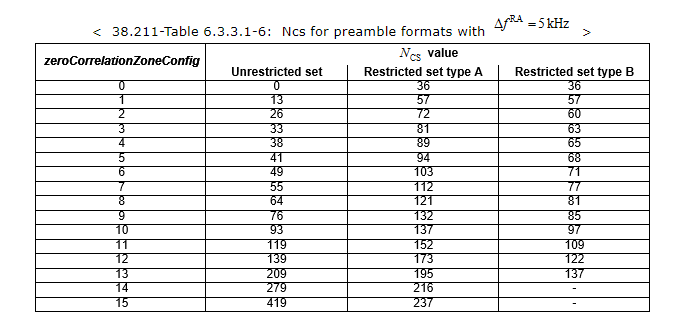 < 38.211-Table 6.3.3.1-6: Ncs for preamble formats with Δf^RA = 5 kHz >
zeroCorrelationZoneConfig N_CS value
Unrestricted set Restricted set type A Restricted set type B
0 0 36 36
1 13 57 57
2 26 72 60
3 33 81 63
4 38 89 65
5 41 94 68
6 49 103 71
7 55 112 77
8 64 121 81
9 76 132 85
10 93 137 97
11 119 152 109
12 139 173 122
13 209 195 137
14 279 216 -
15 419 237 -